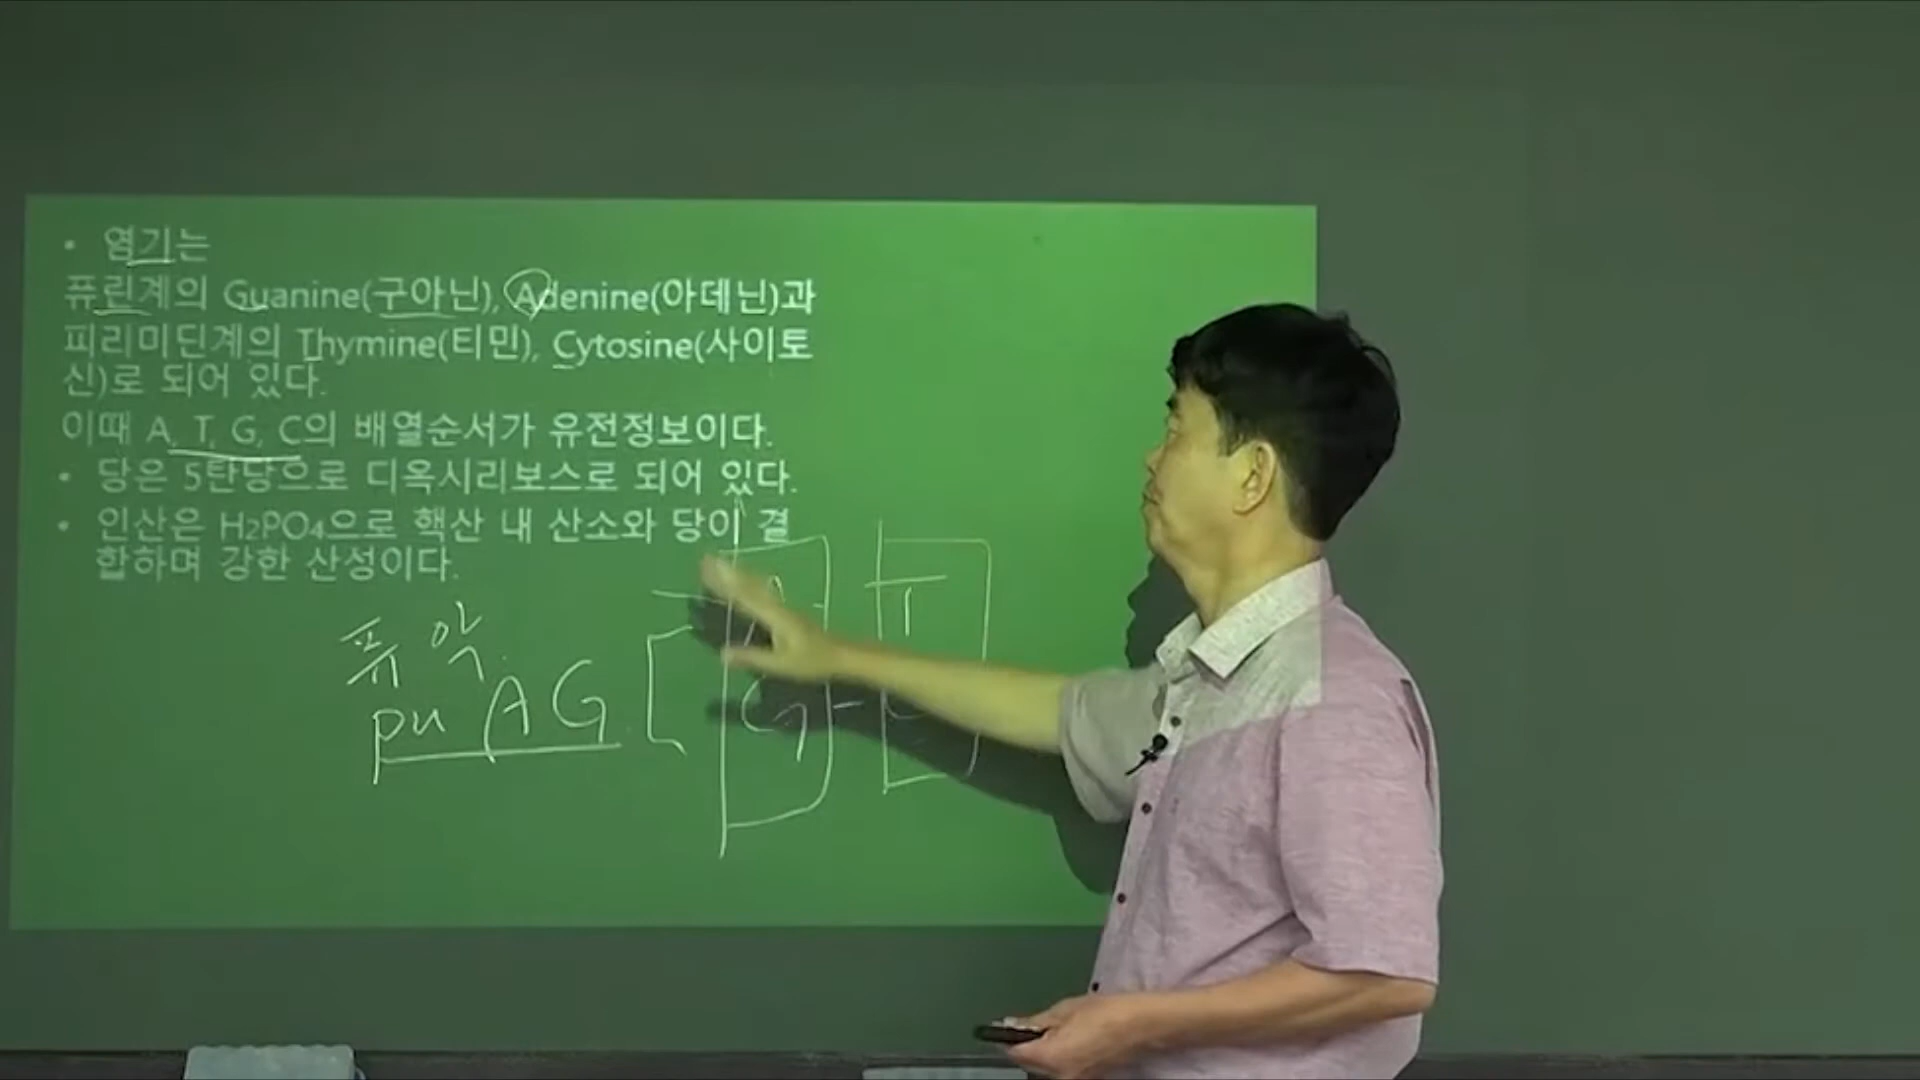 • 염기는
퓨린계의 Guanine(구아닌), Adenine(아데닌)과
피리미딘계의 Thymine(티민), Cytosine(사이토
신)로 되어 있다.
이때 A, T, G, C의 배열순서가 유전정보이다.
• 당은 5탄당으로 디옥시리보스로 되어 있다.
• 인산은 H₂PO₄으로 핵산 내 산소와 당이 결
합하며 강한 산성이다.
퓨 아
pu A G
T
G